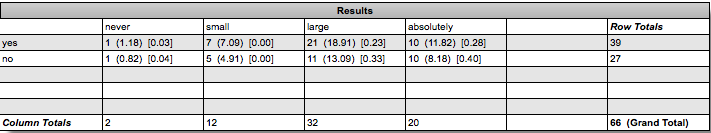 Results
never small large absolutely Row Totals
yes 1 (1.18) [0.03] 7 (7.09) [0.00] 21 (18.91) [0.23] 10 (11.82) [0.28] 39
no 1 (0.82) [0.04] 5 (4.91) [0.00] 11 (13.09) [0.33] 10 (8.18) [0.40] 27
Column Totals 2 12 32 20 66 (Grand Total)